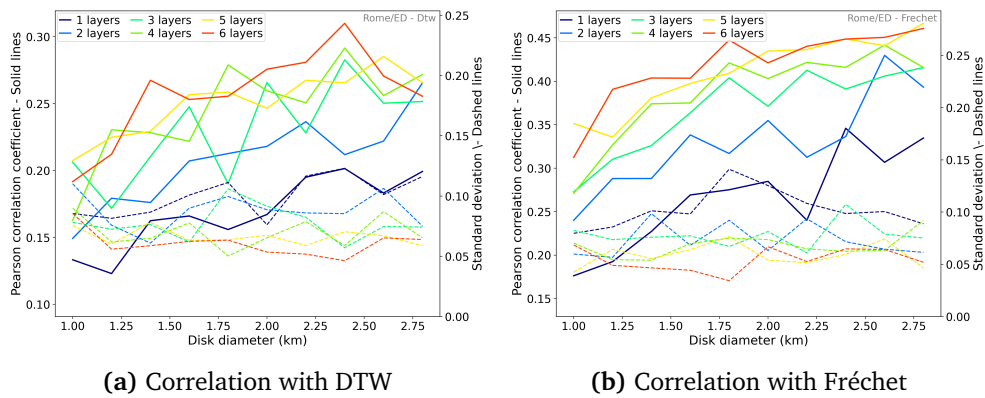 Rome/ED - Dtw
1 layers
2 layers
3 layers
4 layers
5 layers
6 layers
Pearson correlation coefficient - Solid lines
0.30
0.25
0.20
0.15
0.10
Standard deviation \- Dashed lines
0.25
0.20
0.15
0.10
0.05
0.00
1.00 1.25 1.50 1.75 2.00 2.25 2.50 2.75
Disk diameter (km)
(a) Correlation with DTW
Rome/ED - Frechet
1 layers
2 layers
3 layers
4 layers
5 layers
6 layers
Pearson correlation coefficient - Solid lines
0.45
0.40
0.35
0.30
0.25
0.20
0.15
Standard deviation \- Dashed lines
0.25
0.20
0.15
0.10
0.05
0.00
1.00 1.25 1.50 1.75 2.00 2.25 2.50 2.75
Disk diameter (km)
(b) Correlation with Fréchet